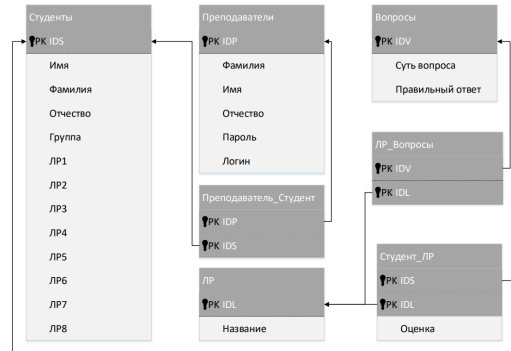 Студенты
PK IDS
Имя
Фамилия
Отчество
Группа
ЛР1
ЛР2
ЛР3
ЛР4
ЛР5
ЛР6
ЛР7
ЛР8
Преподаватели
PK IDP
Фамилия
Имя
Отчество
Пароль
Логин
Преподаватель_Студент
PK IDP
PK IDS
ЛР
PK IDL
Название
Вопросы
PK IDV
Суть вопроса
Правильный ответ
ЛР_Вопросы
PK IDV
PK IDL
Студент_ЛР
PK IDS
PK IDL
Оценка